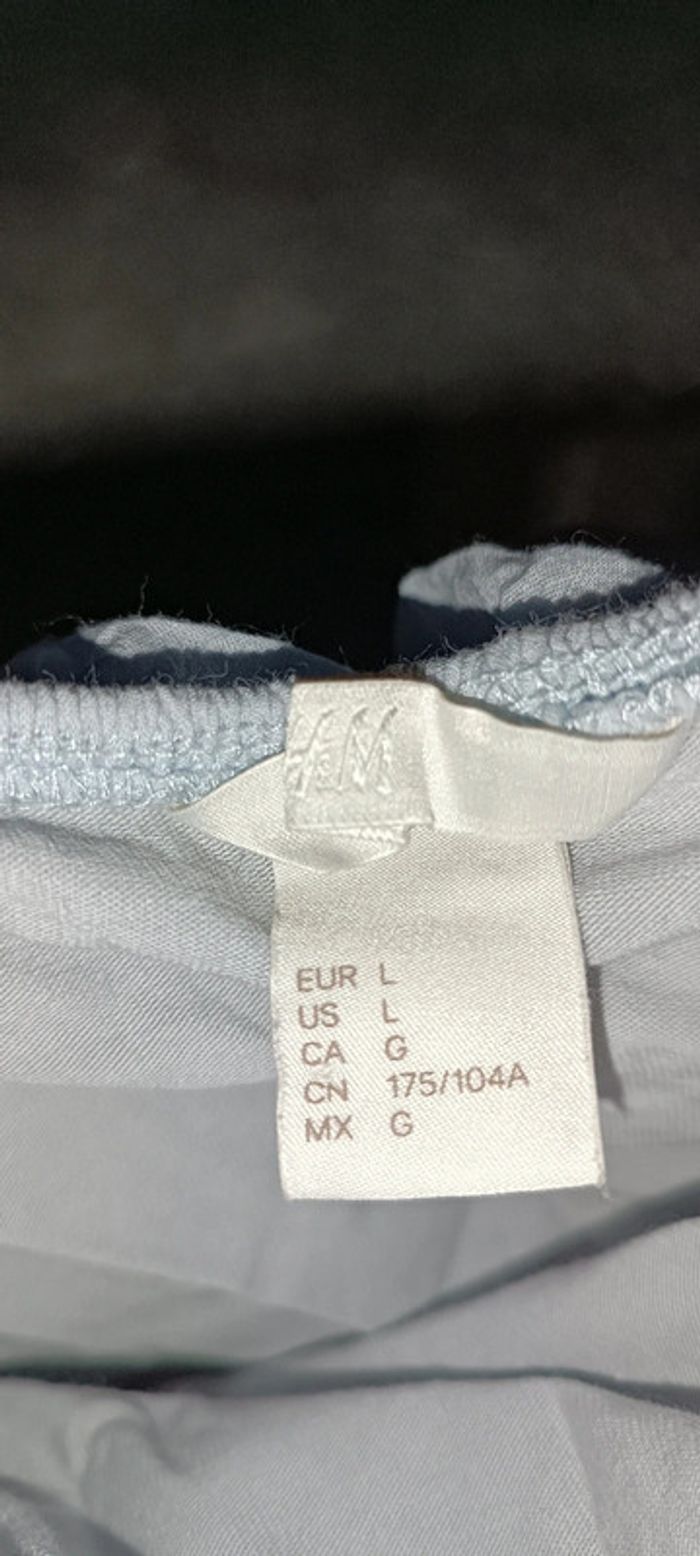 H&M
EUR L
US L
CA G
CN 175/104A
MX G